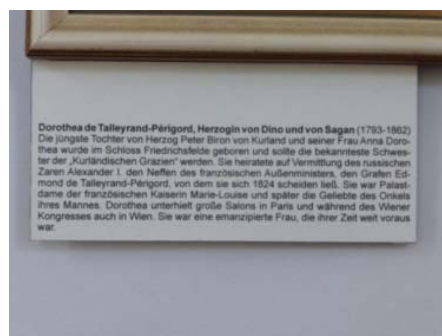 Dorothea de Talleyrand-Périgord, Herzogin von Dino und von Sagan (1793-1862)
Die jüngste Tochter von Herzog Peter Biron von Kurland und seiner Frau Anna Doro-
thea wurde im Schloss Friedrichsfelde geboren und sollte die bekannteste Schwes-
ter der „Kurländischen Grazien“ werden. Sie heiratete auf Vermittlung des russischen
Zaren Alexander I. den Neffen des französischen Außenministers, den Grafen Ed-
mond de Talleyrand-Périgord, von dem sie sich 1824 scheiden ließ. Sie war Palast-
dame der französischen Kaiserin Marie-Louise und später die Geliebte des Onkels
ihres Mannes. Dorothea unterhielt große Salons in Paris und während des Wiener
Kongresses auch in Wien. Sie war eine emanzipierte Frau, die ihrer Zeit weit voraus
war.